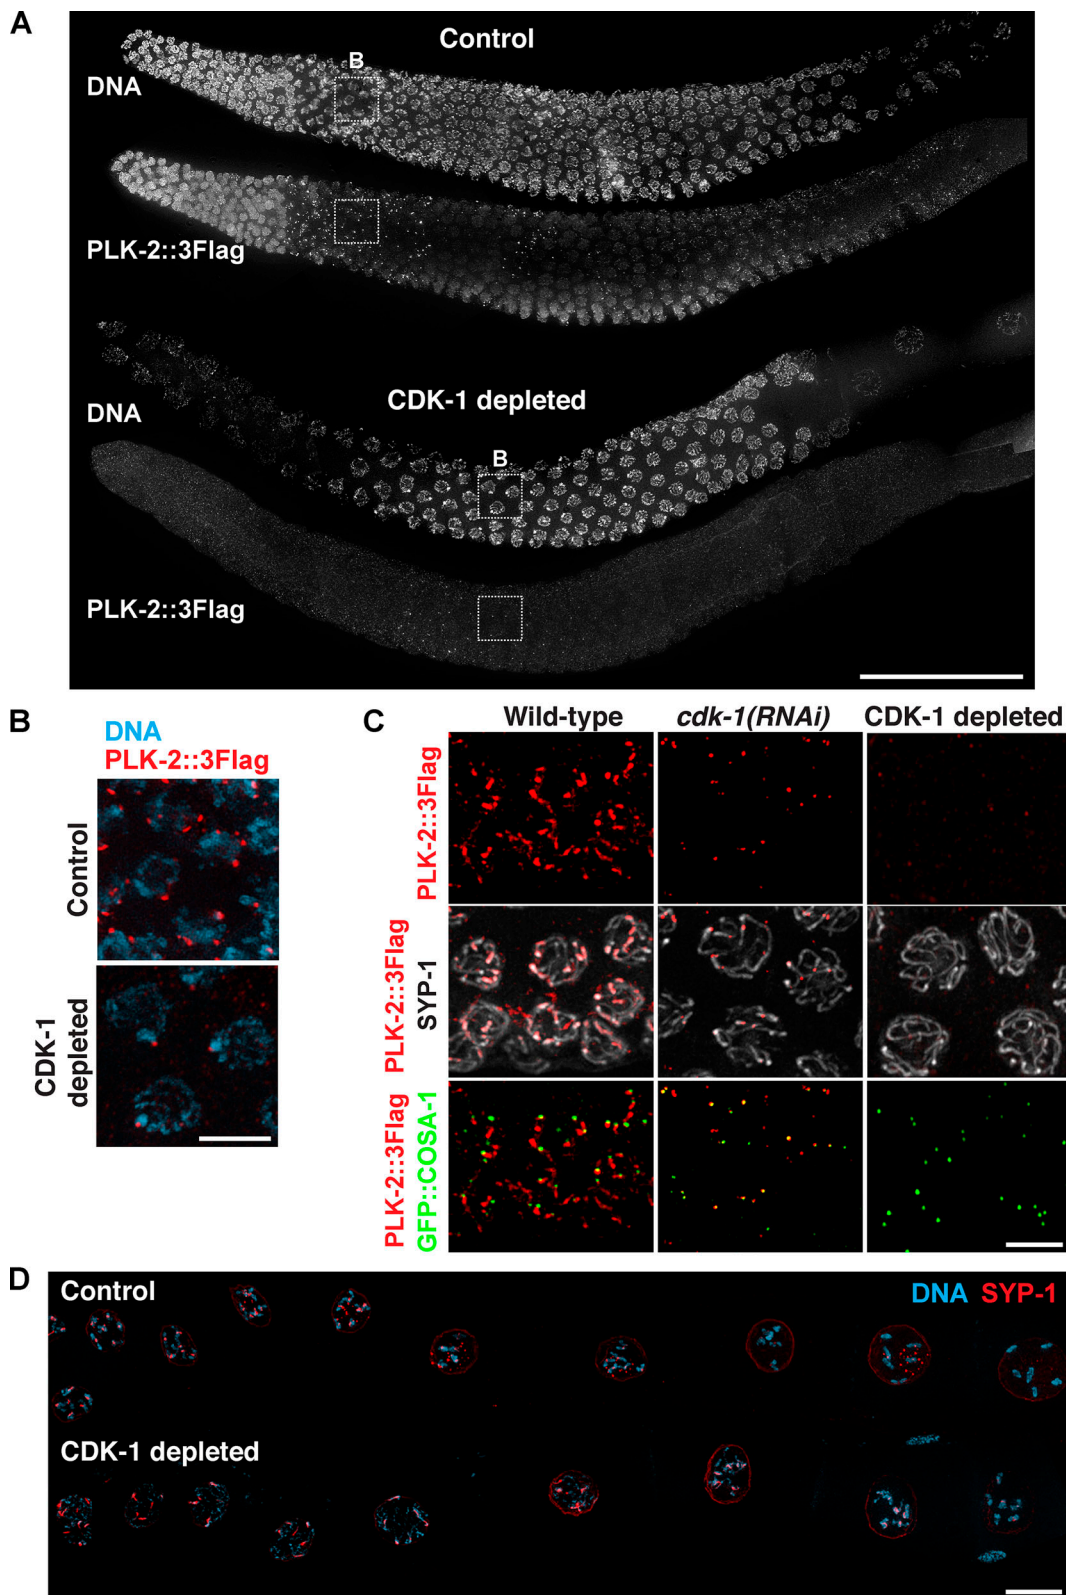 A
Control
B
DNA
PLK-2::3Flag
CDK-1 depleted
DNA
B
PLK-2::3Flag
B
DNA
PLK-2::3Flag
Control
CDK-1
depleted
C
Wild-type
cdk-1(RNAi)
CDK-1 depleted
PLK-2::3Flag
PLK-2::3Flag
SYP-1
PLK-2::3Flag
GFP::COSA-1
D
Control
DNA SYP-1
CDK-1 depleted